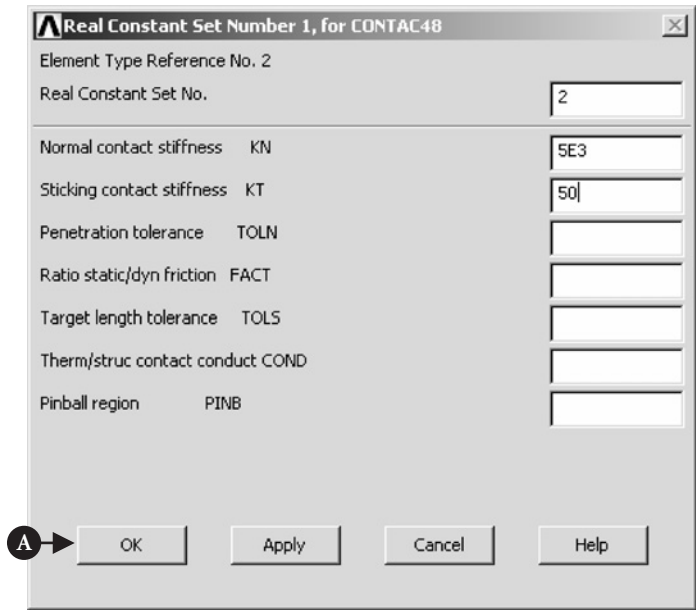 Real Constant Set Number 1, for CONTAC48
Element Type Reference No. 2
Real Constant Set No. 2
Normal contact stiffness KN 5E3
Sticking contact stiffness KT 50
Penetration tolerance TOLN
Ratio static/dyn friction FACT
Target length tolerance TOLS
Therm/struc contact conduct COND
Pinball region PINB
A OK Apply Cancel Help